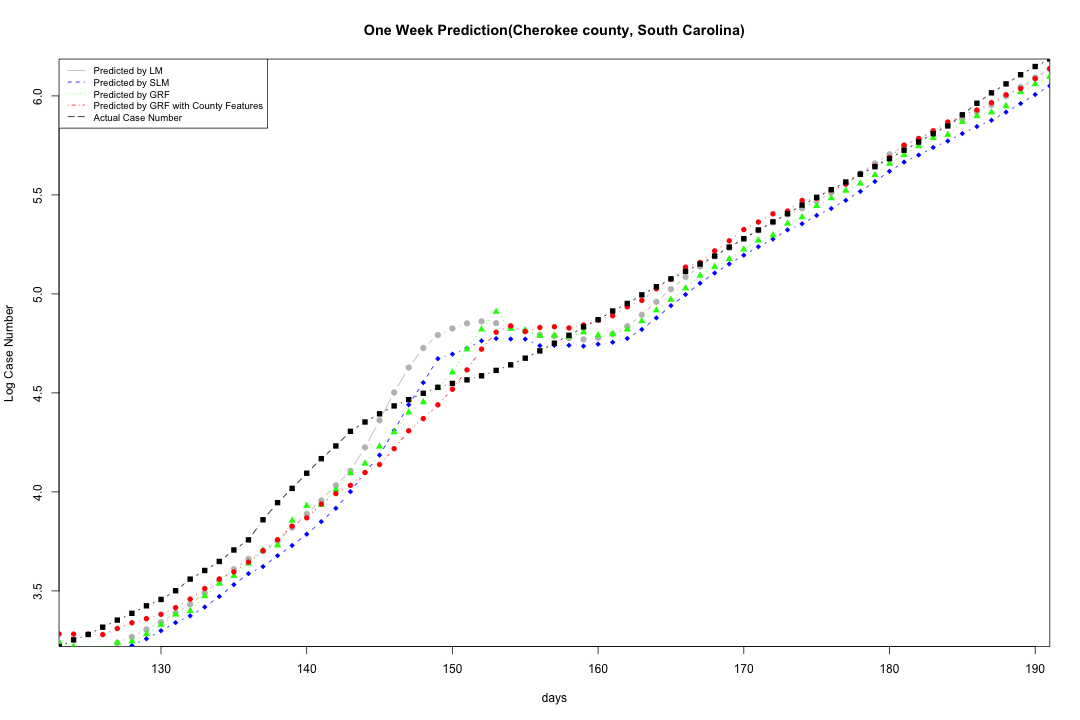 One Week Prediction(Cherokee county, South Carolina)
Predicted by LM
Predicted by SLM
Predicted by GRF
Predicted by GRF with County Features
Actual Case Number
6.0
5.5
5.0
4.5
4.0
3.5
Log Case Number
130 140 150 160 170 180 190
days